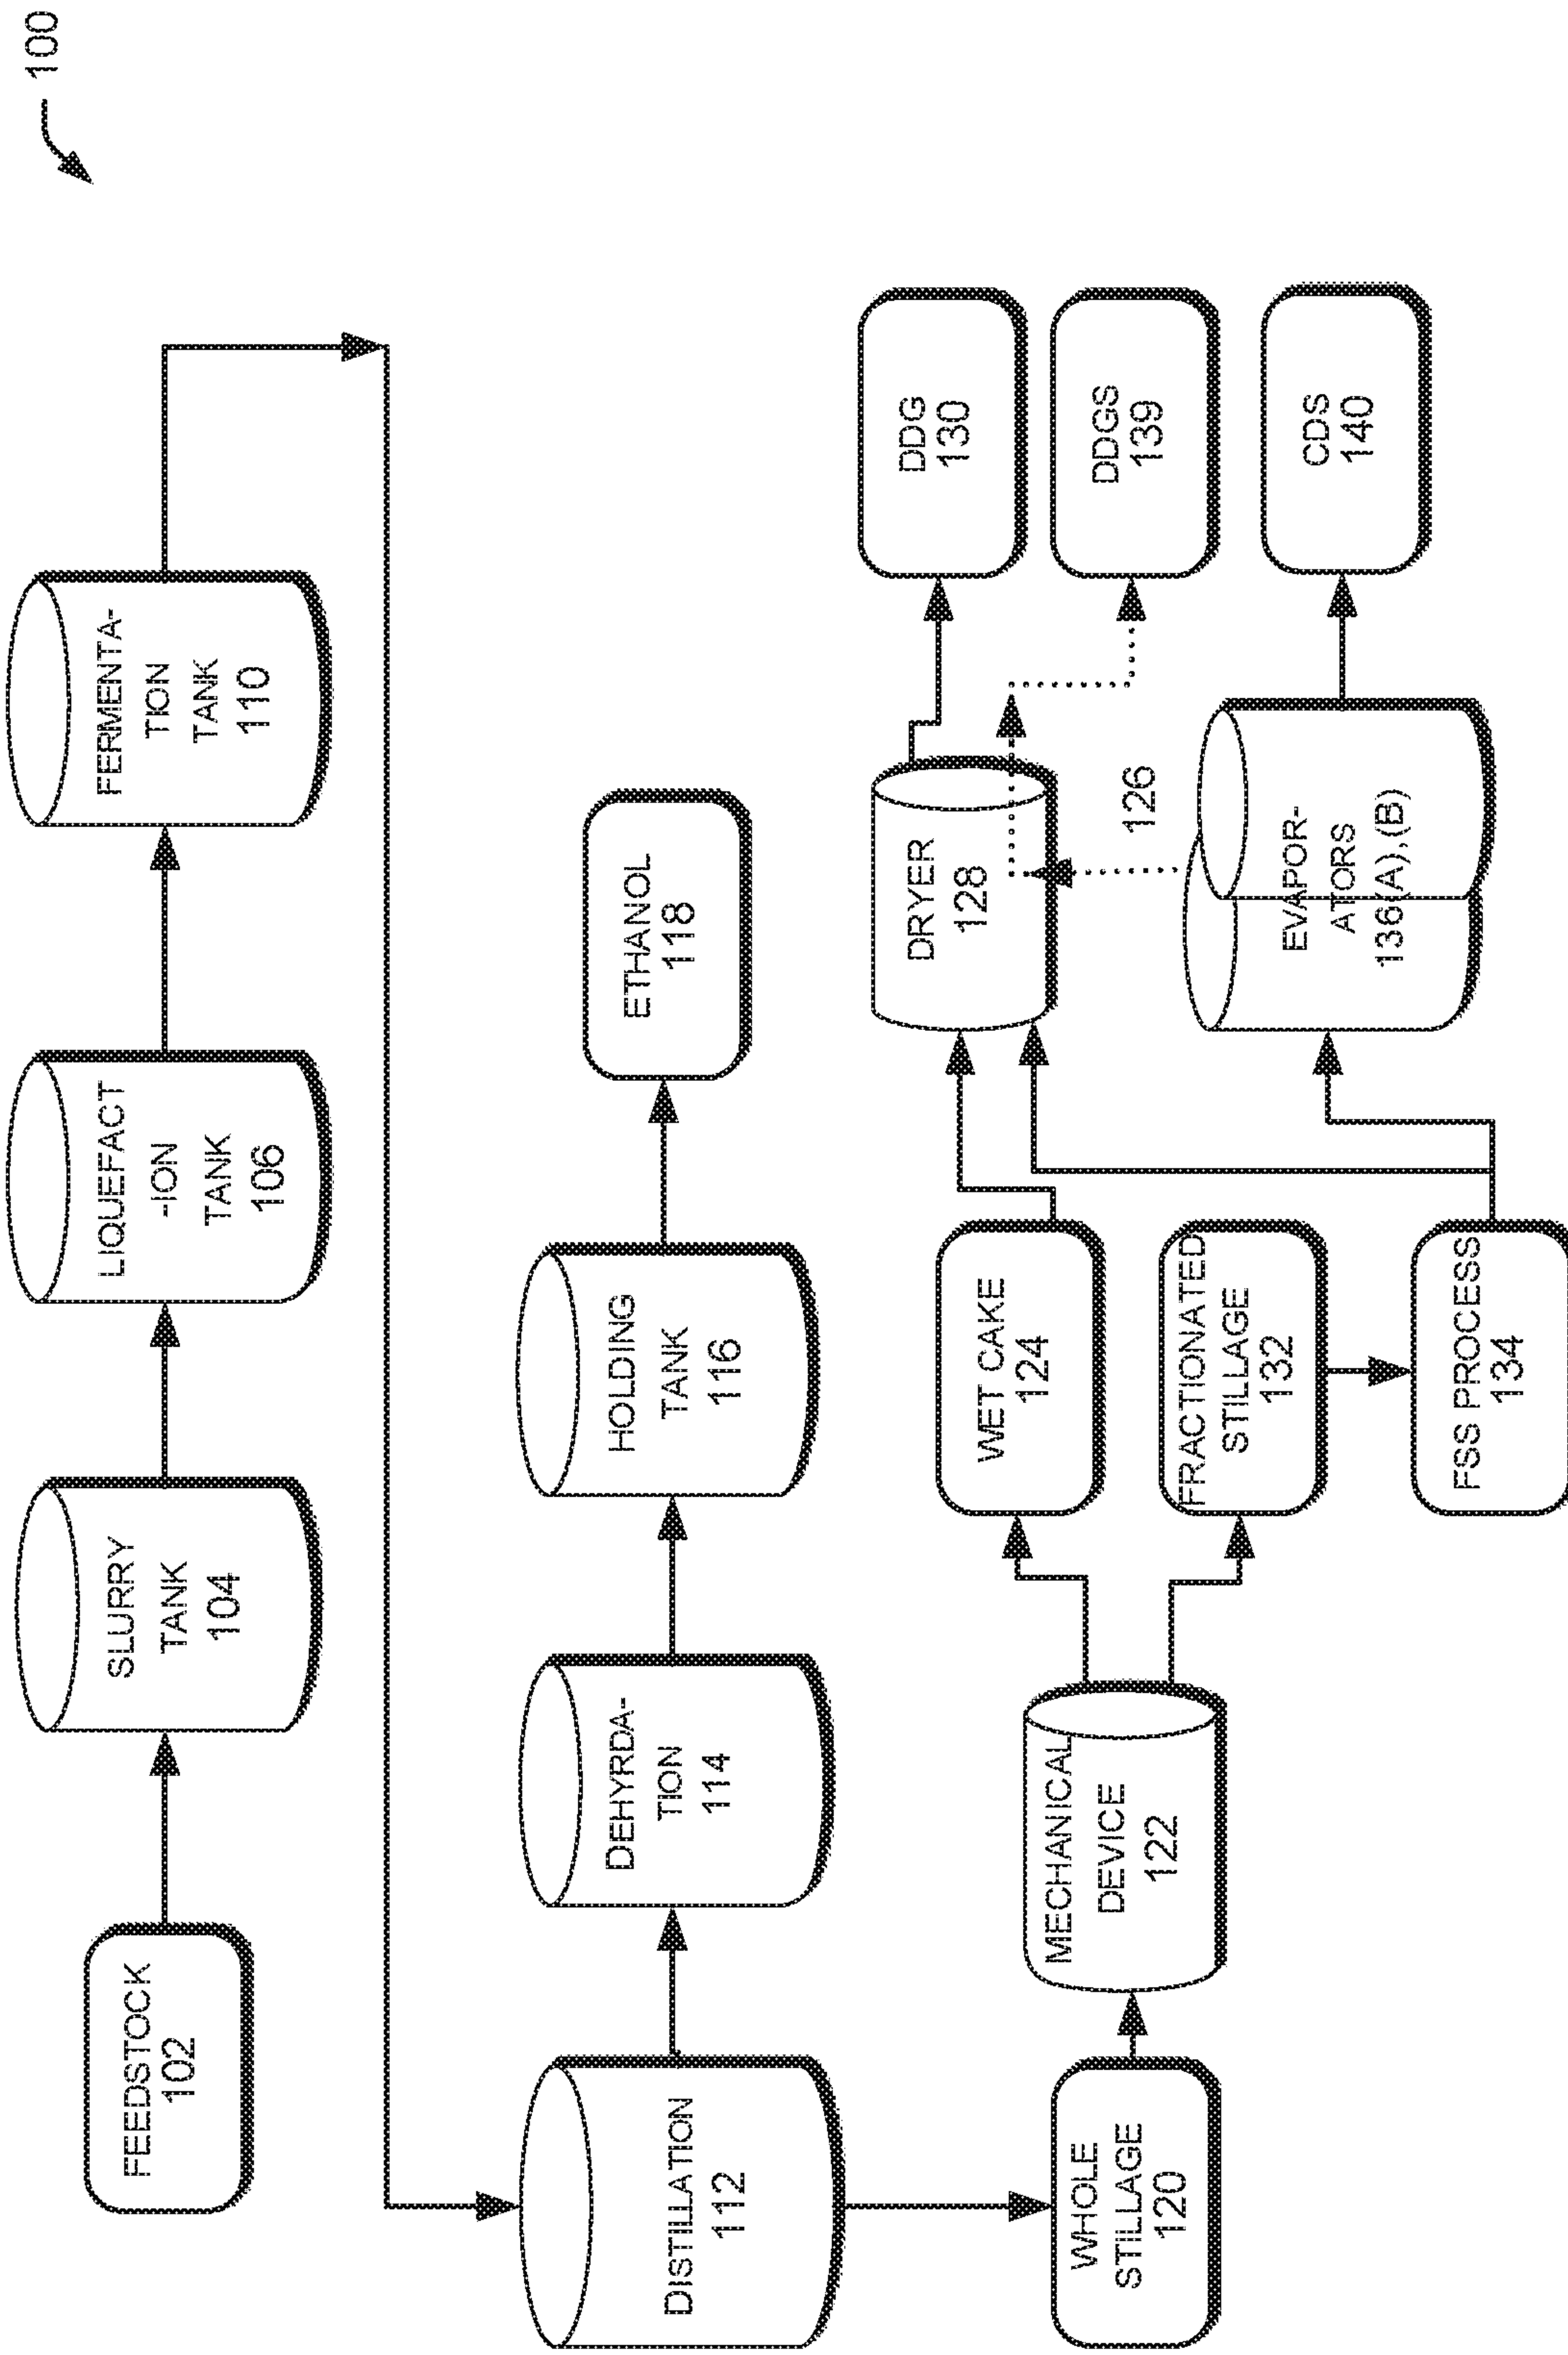 100
FEEDSTOCK
102
SLURRY
TANK
104
LIQUEFACT
-ION
TANK
106
FERMENTA-
TION
TANK
110
DISTILLATION
112
DEHYRDA-
TION
114
HOLDING
TANK
116
ETHANOL
118
WHOLE
STILLAGE
120
MECHANICAL
DEVICE
122
WET CAKE
124
FRACTIONATED
STILLAGE
132
FSS PROCESS
134
DRYER
128
126
EVAPOR-
ATORS
136(A),(B)
DDG
130
DDGS
139
CDS
140